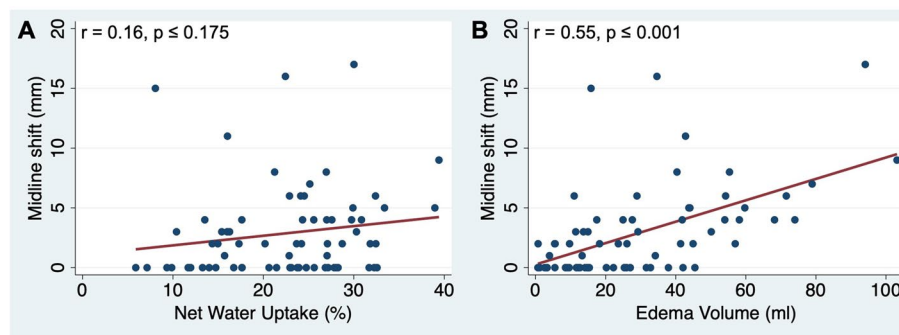 A
r = 0.16, p ≤ 0.175
Midline shift (mm)
20
15
10
5
0
0
10
20
30
40
Net Water Uptake (%)
B
r = 0.55, p ≤ 0.001
Midline shift (mm)
20
15
10
5
0
0
20
40
60
80
100
Edema Volume (ml)